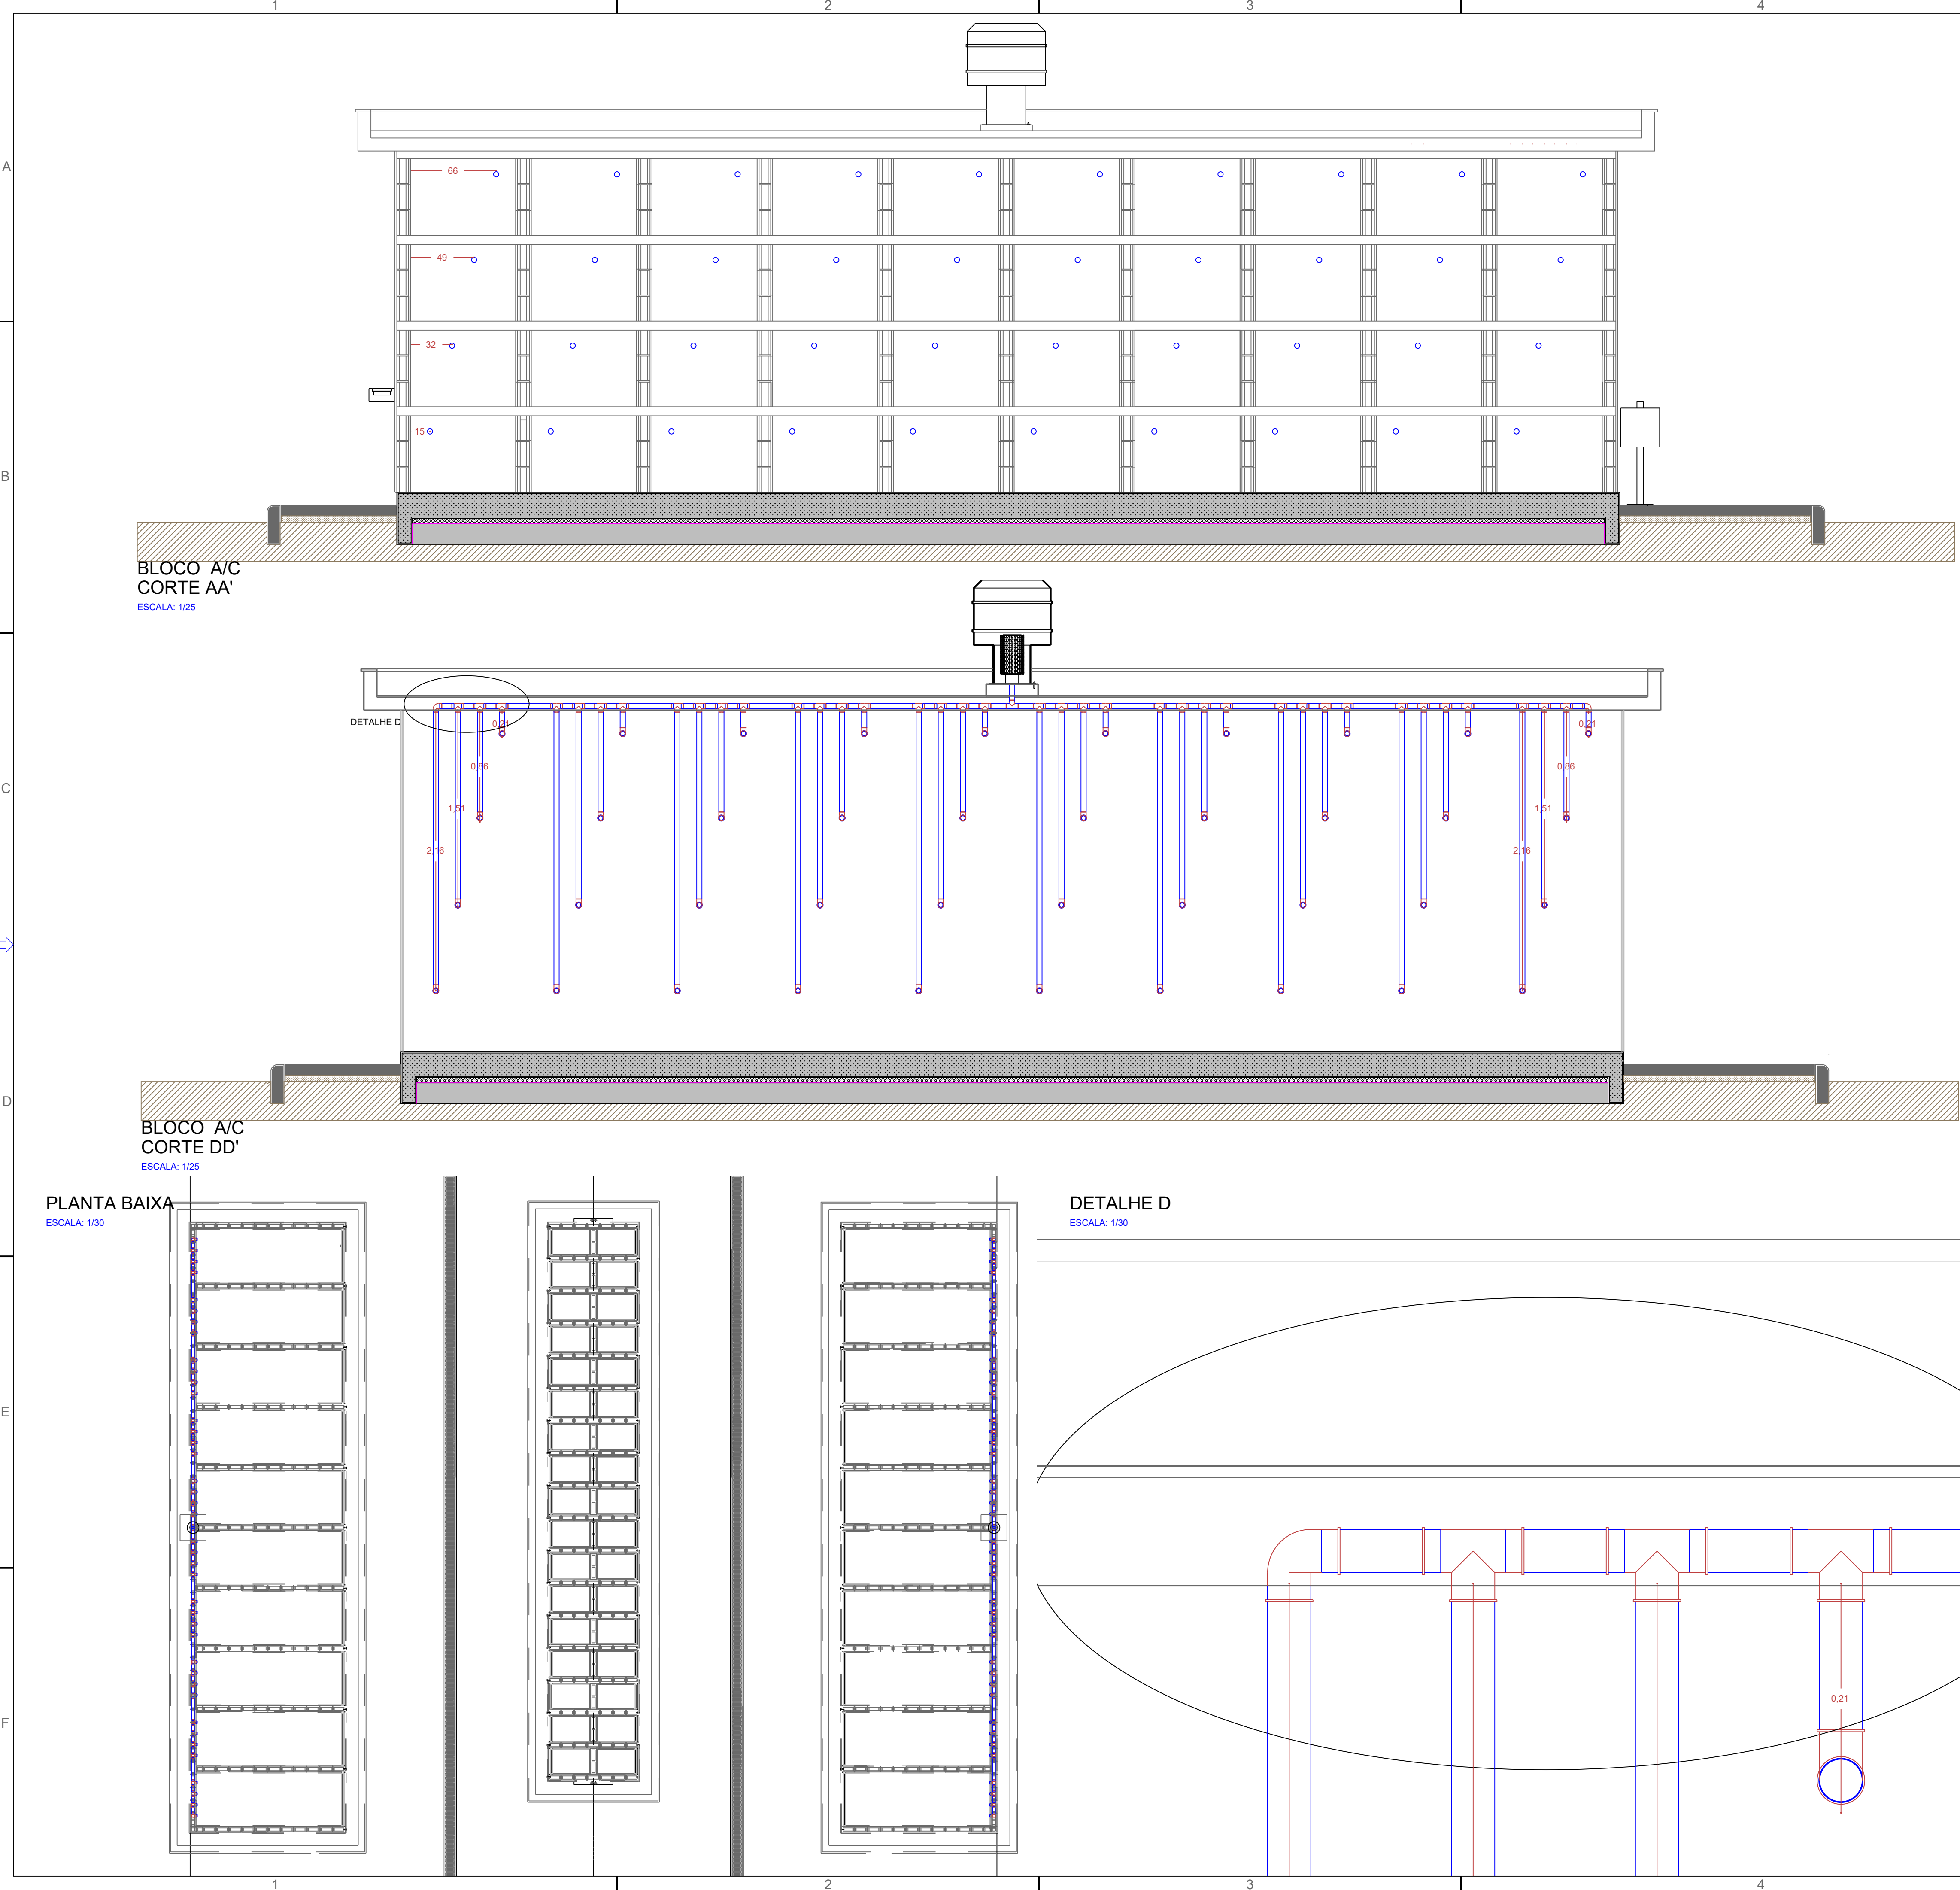 1 2 3 4
A
66
49
32
15
B
BLOCO A/C
CORTE AA'
ESCALA: 1/25
DETALHE D
0,21 0,21
0,86 0,86
C
1,51 1,51
2,16 2,16
D
BLOCO A/C
CORTE DD'
ESCALA: 1/25
PLANTA BAIXA
ESCALA: 1/30
DETALHE D
ESCALA: 1/30
E
0,21
F
1 2 3 4